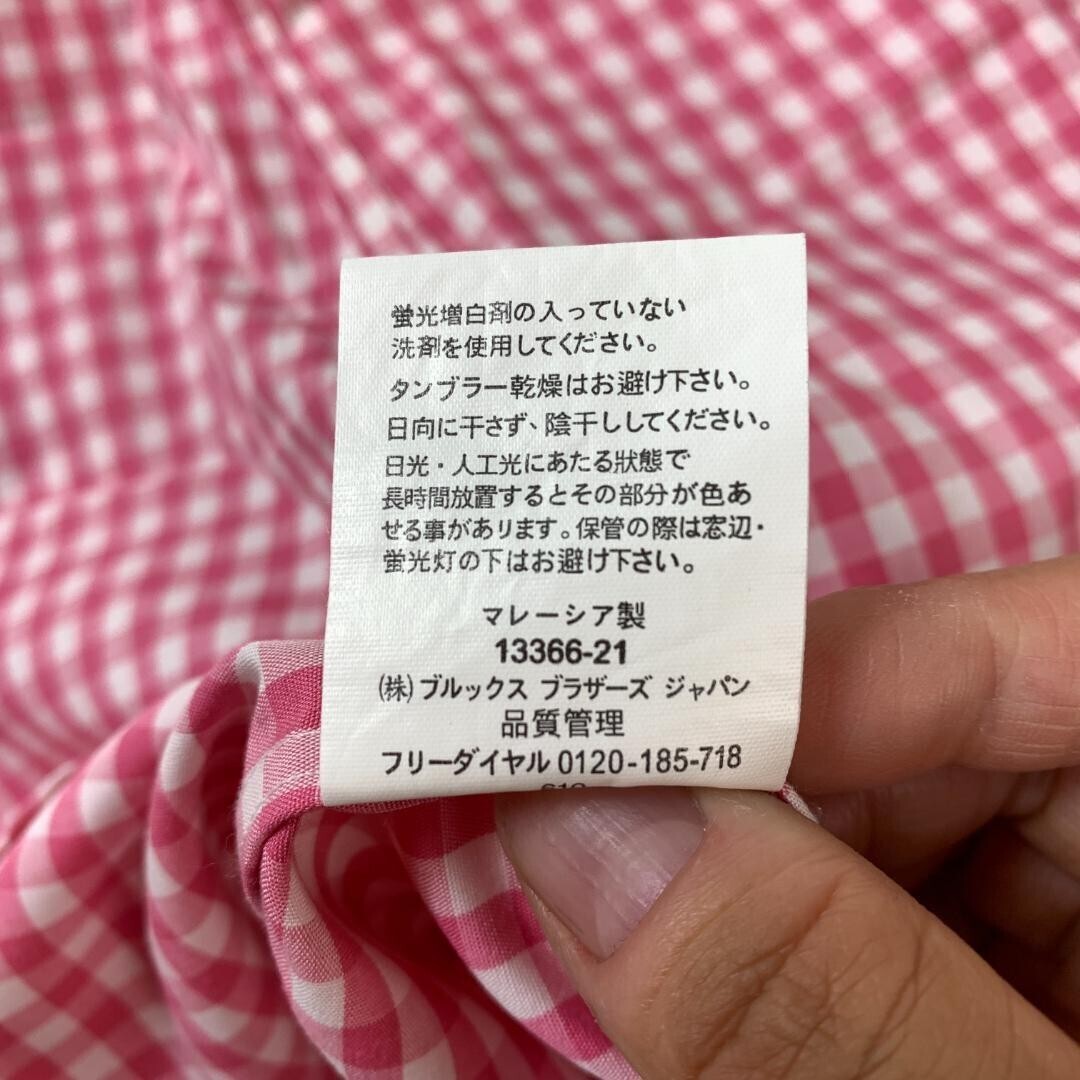 蛍光増白剤の入っていない
洗剤を使用してください。
タンブラー乾燥はお避け下さい。
日向に干さず、陰干ししてください。
日光・人工光にあたる狀態で
長時間放置するとその部分が色あ
せる事があります。保管の際は窓辺・
蛍光灯の下はお避け下さい。
マレーシア製
13366-21
(株)ブルックス ブラザーズ ジャパン
品質管理
フリーダイヤル 0120-185-718